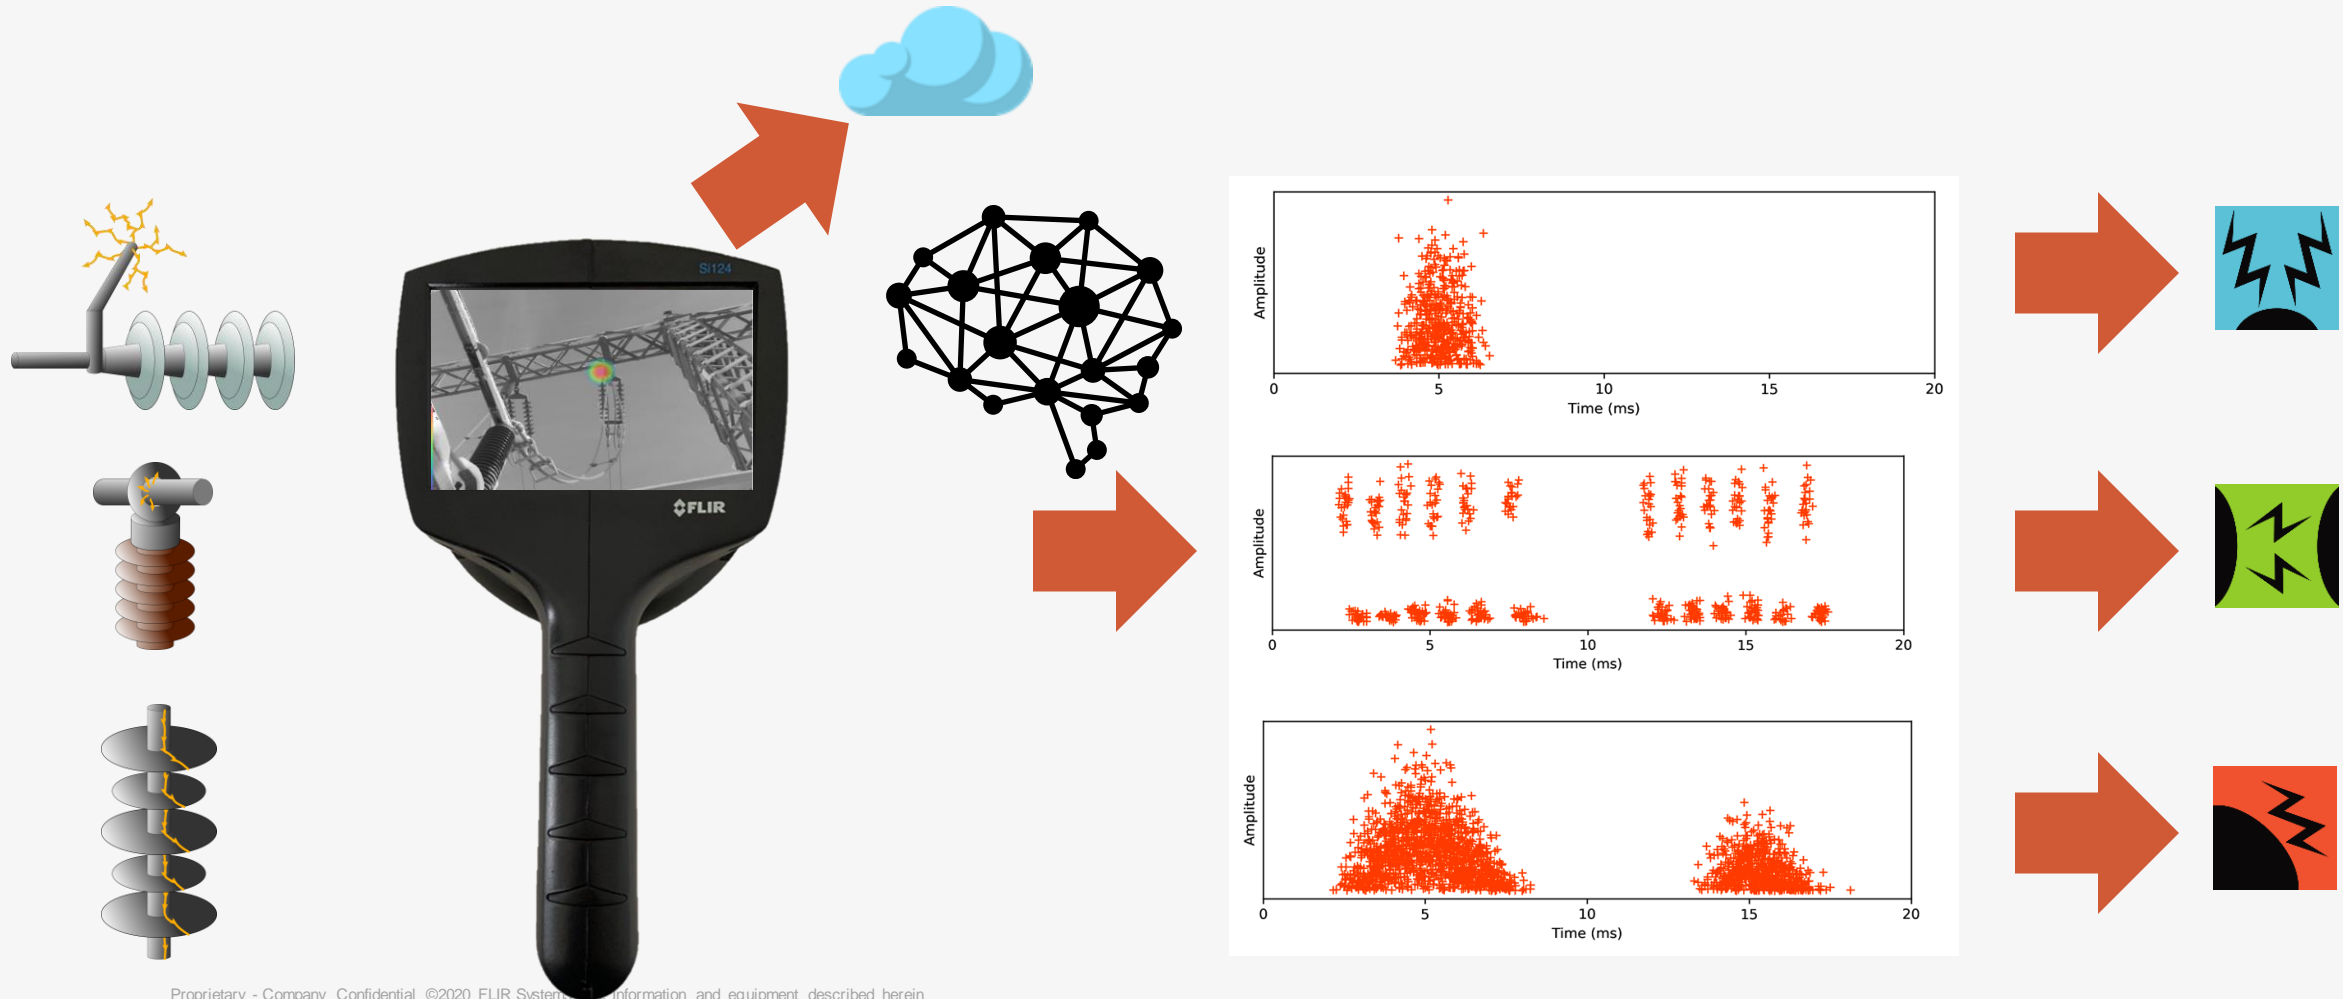 Si124
FLIR
Amplitude
0 5 10 15 20
Time (ms)
Amplitude
0 5 10 15 20
Time (ms)
Amplitude
0 5 10 15 20
Time (ms)
Proprietary - Company Confidential ©2020 FLIR System information and equipment described herein